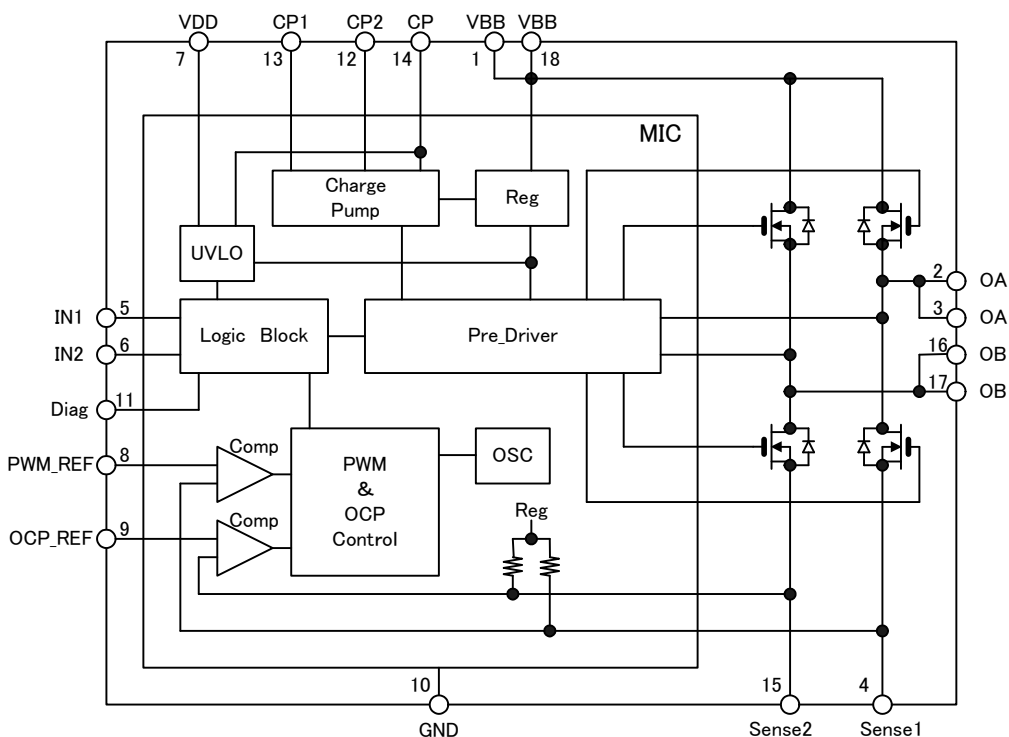 VDD CP1 CP2 CP VBB VBB
7 13 12 14 1 18
MIC
Charge
Pump
Reg
UVLO
2 OA
IN1 5
Logic Block
Pre_Driver
3 OA
IN2 6
16 OB
17 OB
Diag 11
PWM_REF 8
Comp
PWM
&
OCP
Control
OSC
OCP_REF 9
Comp
Reg
10 15 4
GND Sense2 Sense1